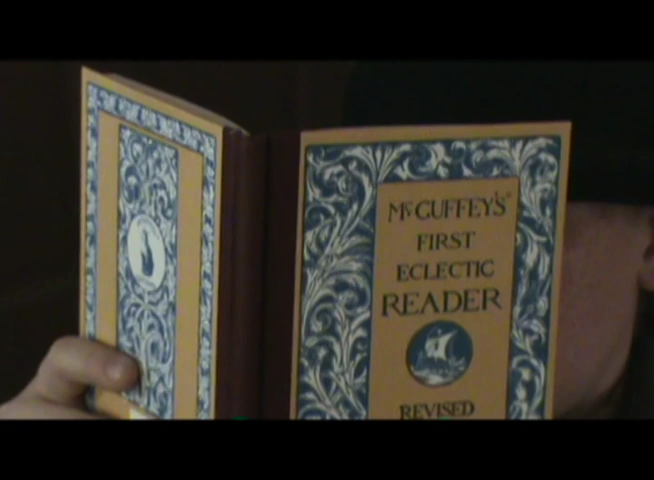 McGUFFEY'S
FIRST
ECLECTIC
READER
REVISED